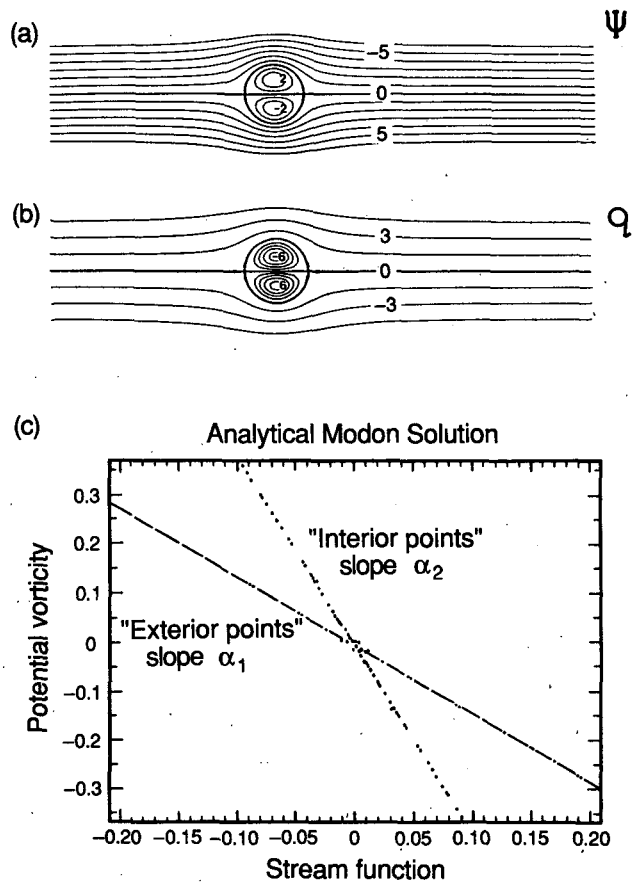 (a)
Ψ
−5
2
0
−2
5
(b)
q
3
−6
0
6
−3
(c)
Analytical Modon Solution
Potential vorticity
0.3
0.2
0.1
0
−0.1
−0.2
−0.3
"Interior points"
slope α₂
"Exterior points"
slope α₁
−0.20 −0.15 −0.10 −0.05 0 0.05 0.10 0.15 0.20
Stream function